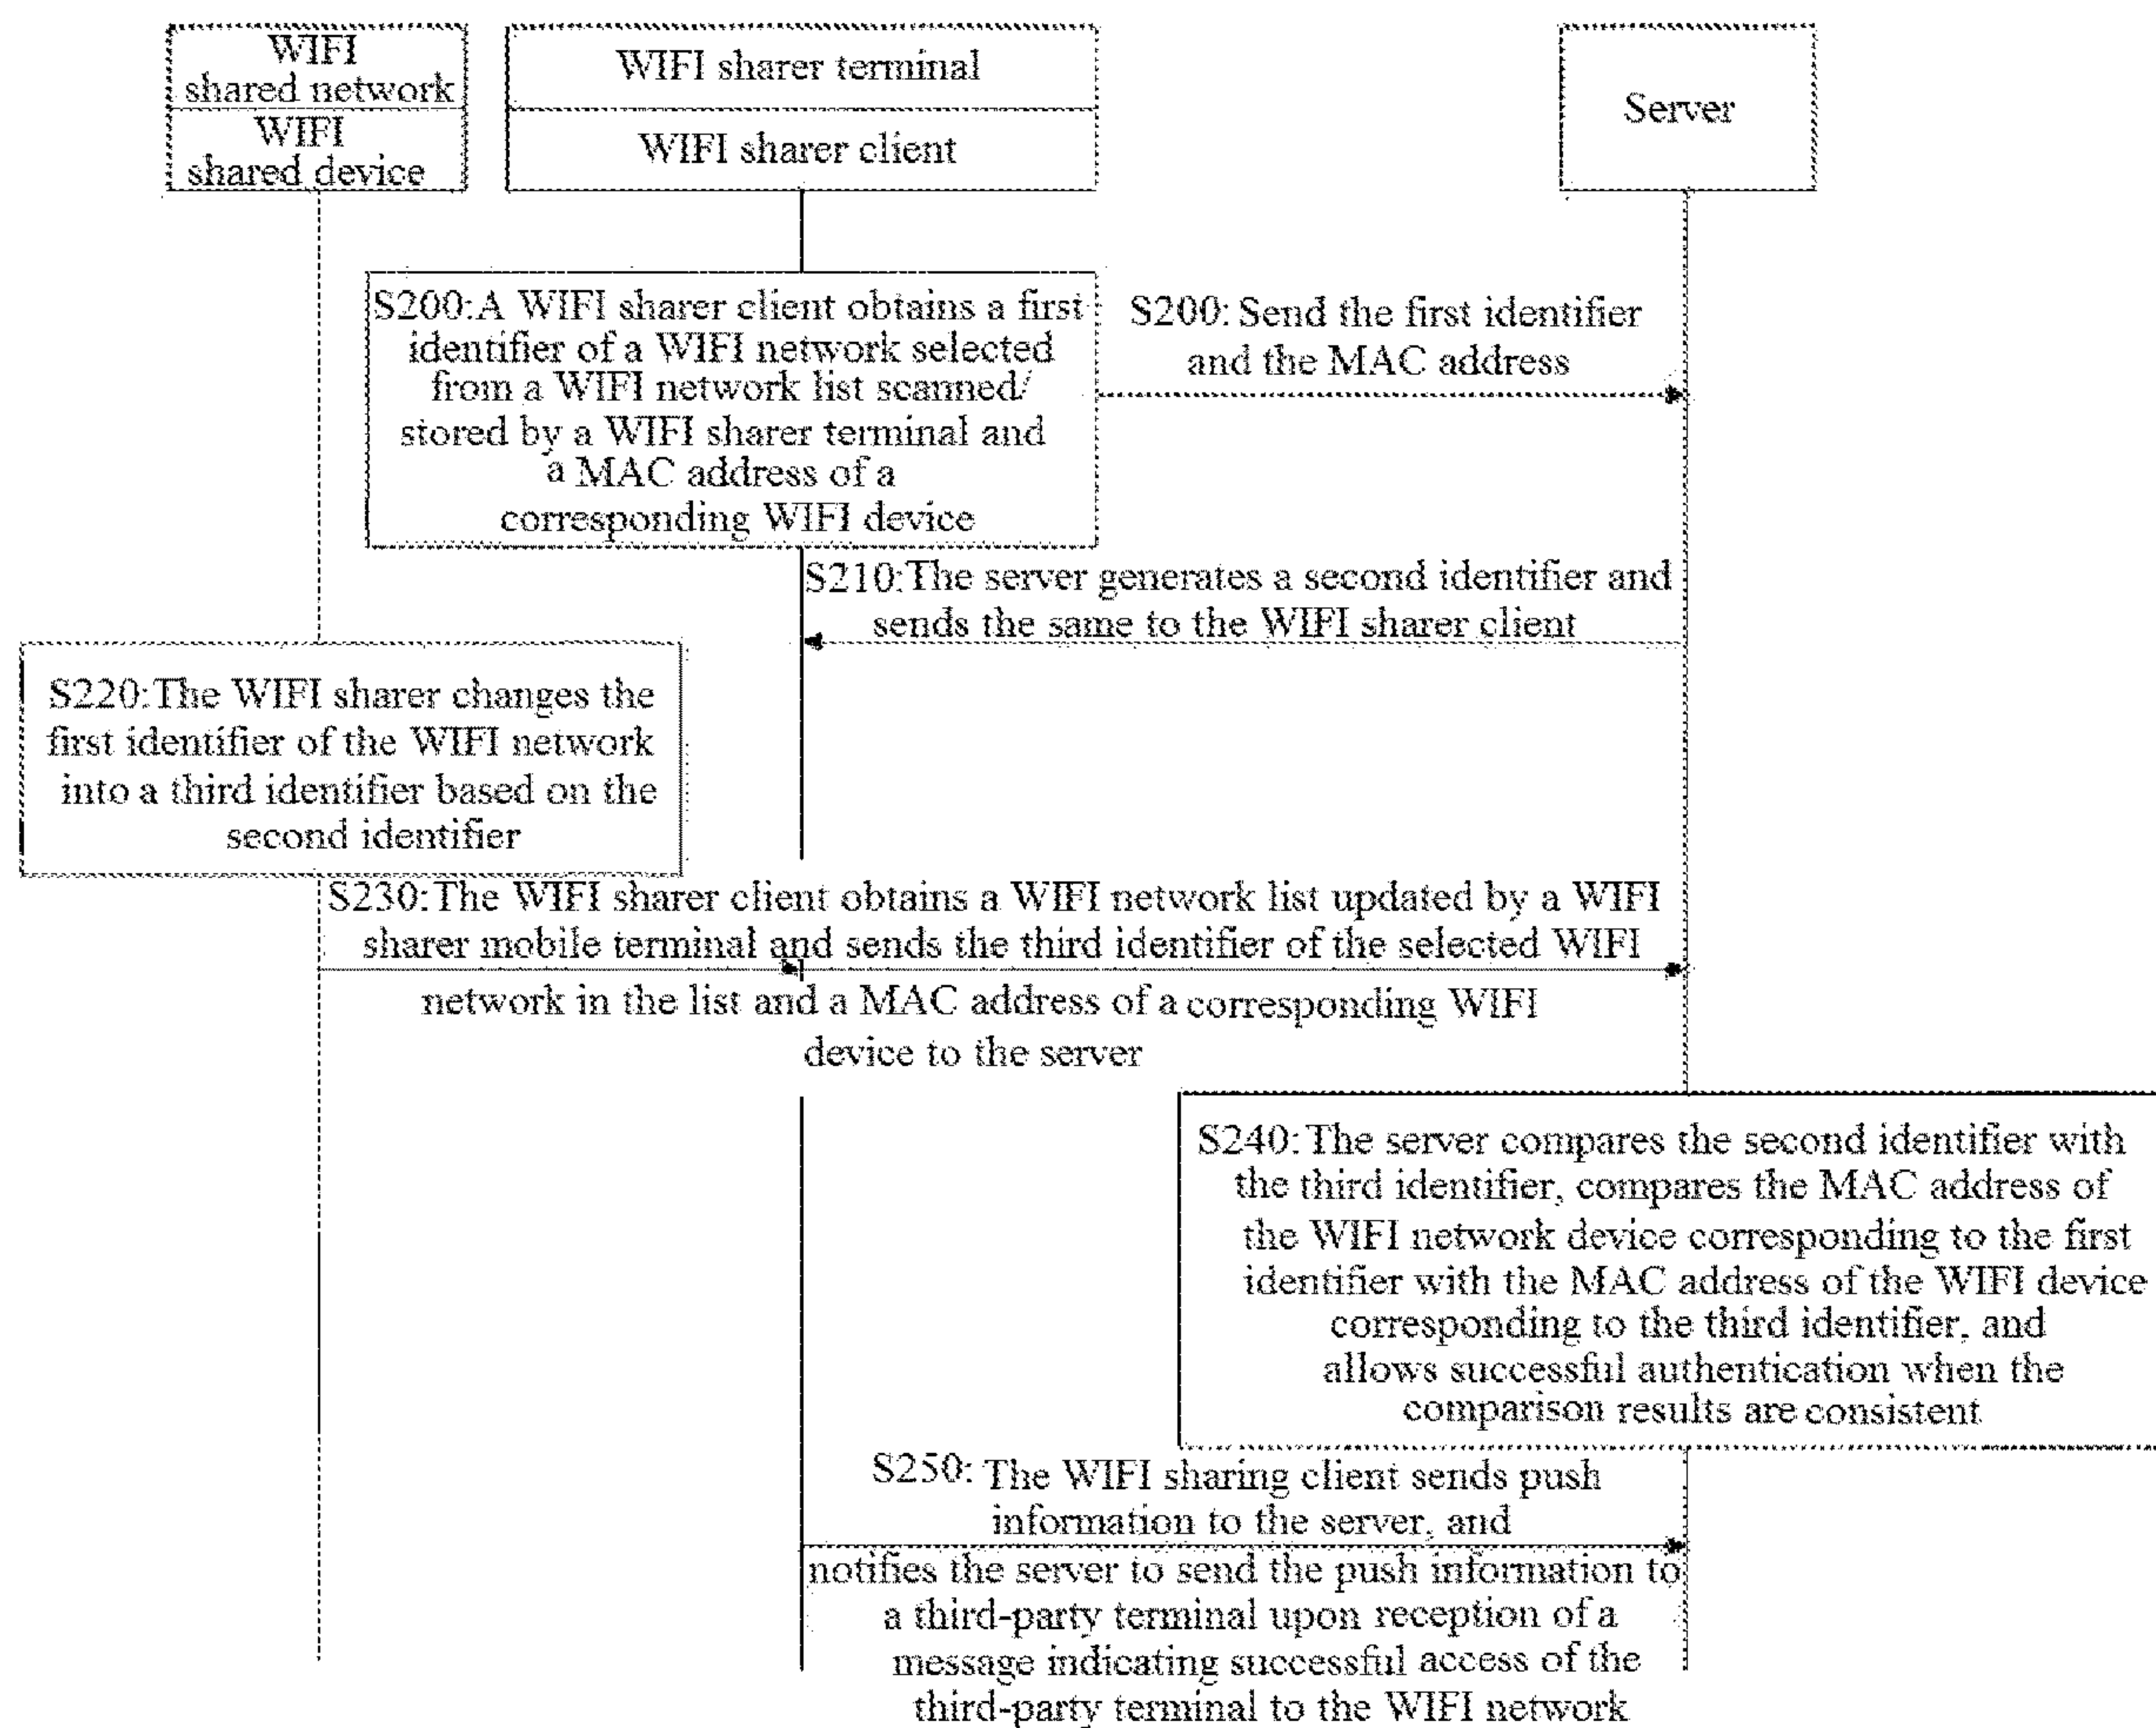 WIFI
shared network
WIFI
shared device
WIFI sharer terminal
WIFI sharer client
Server
S200:A WIFI sharer client obtains a first
identifier of a WIFI network selected
from a WIFI network list scanned/
stored by a WIFI sharer terminal and
a MAC address of a
corresponding WIFI device
S200: Send the first identifier
and the MAC address
S210:The server generates a second identifier and
sends the same to the WIFI sharer client
S220:The WIFI sharer changes the
first identifier of the WIFI network
into a third identifier based on the
second identifier
S230:The WIFI sharer client obtains a WIFI network list updated by a WIFI
sharer mobile terminal and sends the third identifier of the selected WIFI
network in the list and a MAC address of a corresponding WIFI
device to the server
S240:The server compares the second identifier with
the third identifier, compares the MAC address of
the WIFI network device corresponding to the first
identifier with the MAC address of the WIFI device
corresponding to the third identifier, and
allows successful authentication when the
comparison results are consistent
S250: The WIFI sharing client sends push
information to the server, and
notifies the server to send the push information to
a third-party terminal upon reception of a
message indicating successful access of the
third-party terminal to the WIFI network